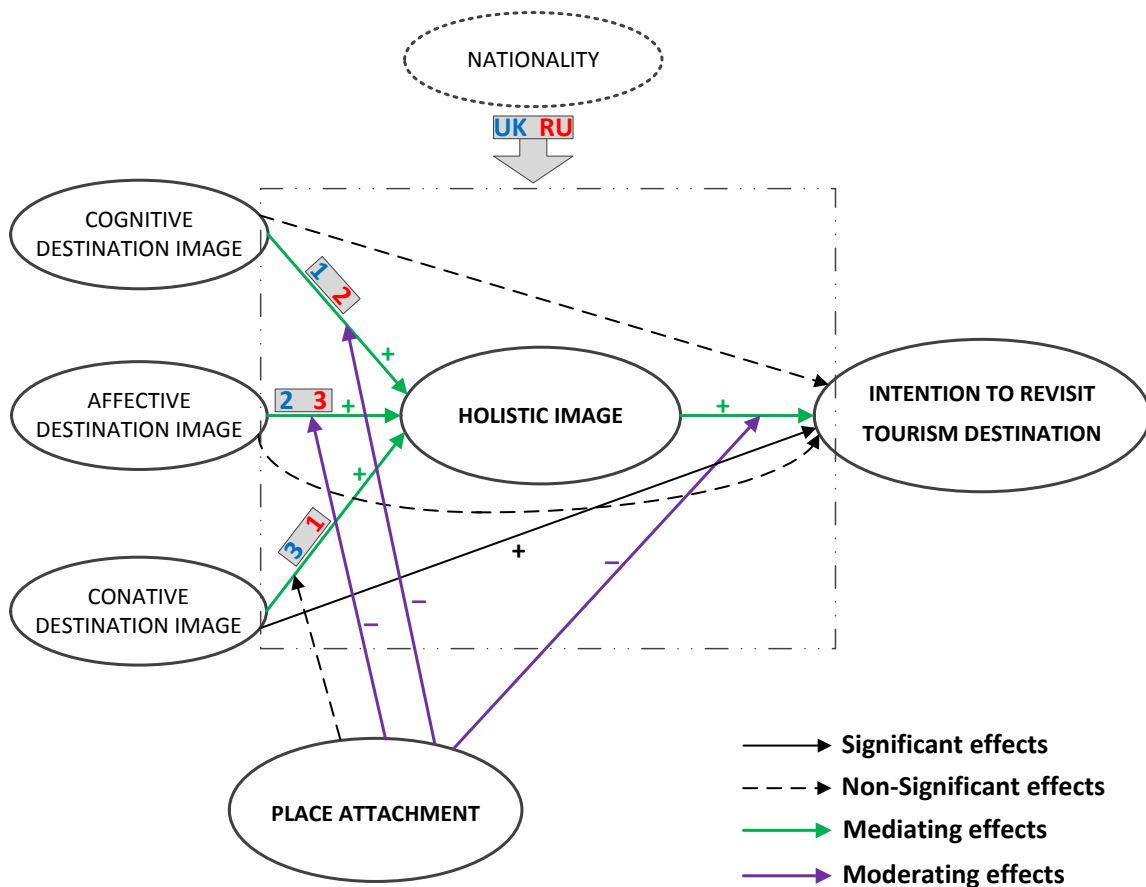 NATIONALITY
UK RU
COGNITIVE
DESTINATION IMAGE
1 2
+
AFFECTIVE
DESTINATION IMAGE
2 3
+
HOLISTIC IMAGE
+
INTENTION TO REVISIT
TOURISM DESTINATION
+
3 1
+
CONATIVE
DESTINATION IMAGE
–
–
–
PLACE ATTACHMENT
Significant effects
Non-Significant effects
Mediating effects
Moderating effects